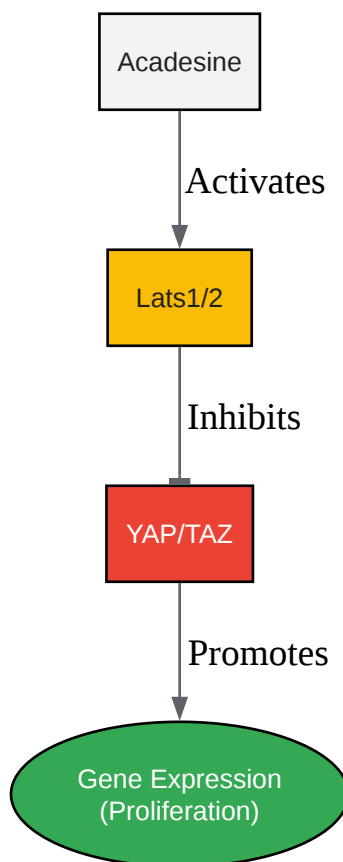 Acadesine
Activates
Lats1/2
Inhibits
YAP/TAZ
Promotes
Gene Expression
(Proliferation)